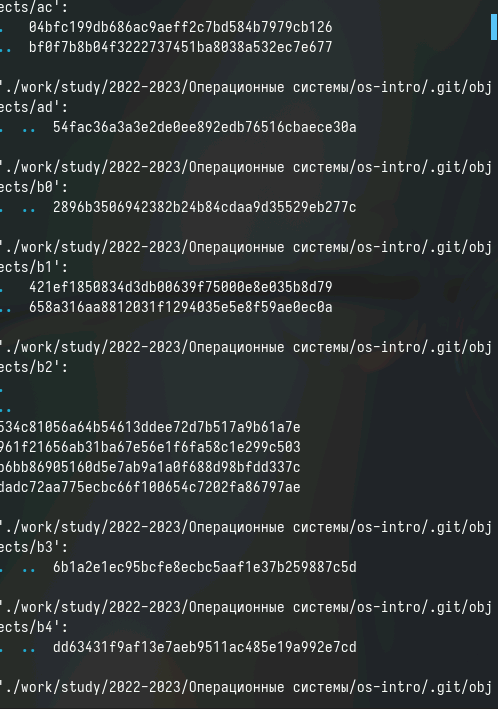 ects/ac':
.   04bfc199db686ac9aeff2c7bd584b7979cb126
..  bf0f7b8b04f3222737451ba8038a532ec7e677
'./work/study/2022-2023/Операционные системы/os-intro/.git/obj
ects/ad':
.  ..  54fac36a3a3e2de0ee892edb76516cbaece30a
'./work/study/2022-2023/Операционные системы/os-intro/.git/obj
ects/b0':
.  ..  2896b3506942382b24b84cdaa9d35529eb277c
'./work/study/2022-2023/Операционные системы/os-intro/.git/obj
ects/b1':
.   421ef1850834d3db00639f75000e8e035b8d79
..  658a316aa8812031f1294035e5e8f59ae0ec0a
'./work/study/2022-2023/Операционные системы/os-intro/.git/obj
ects/b2':
.
..
534c81056a64b54613ddee72d7b517a9b61a7e
961f21656ab31ba67e56e1f6fa58c1e299c503
b6bb86905160d5e7ab9a1a0f688d98bfdd337c
dadc72aa775ecbc66f100654c7202fa86797ae
'./work/study/2022-2023/Операционные системы/os-intro/.git/obj
ects/b3':
.  ..  6b1a2e1ec95bcfe8ecbc5aaf1e37b259887c5d
'./work/study/2022-2023/Операционные системы/os-intro/.git/obj
ects/b4':
.  ..  dd63431f9af13e7aeb9511ac485e19a992e7cd
'./work/study/2022-2023/Операционные системы/os-intro/.git/obj